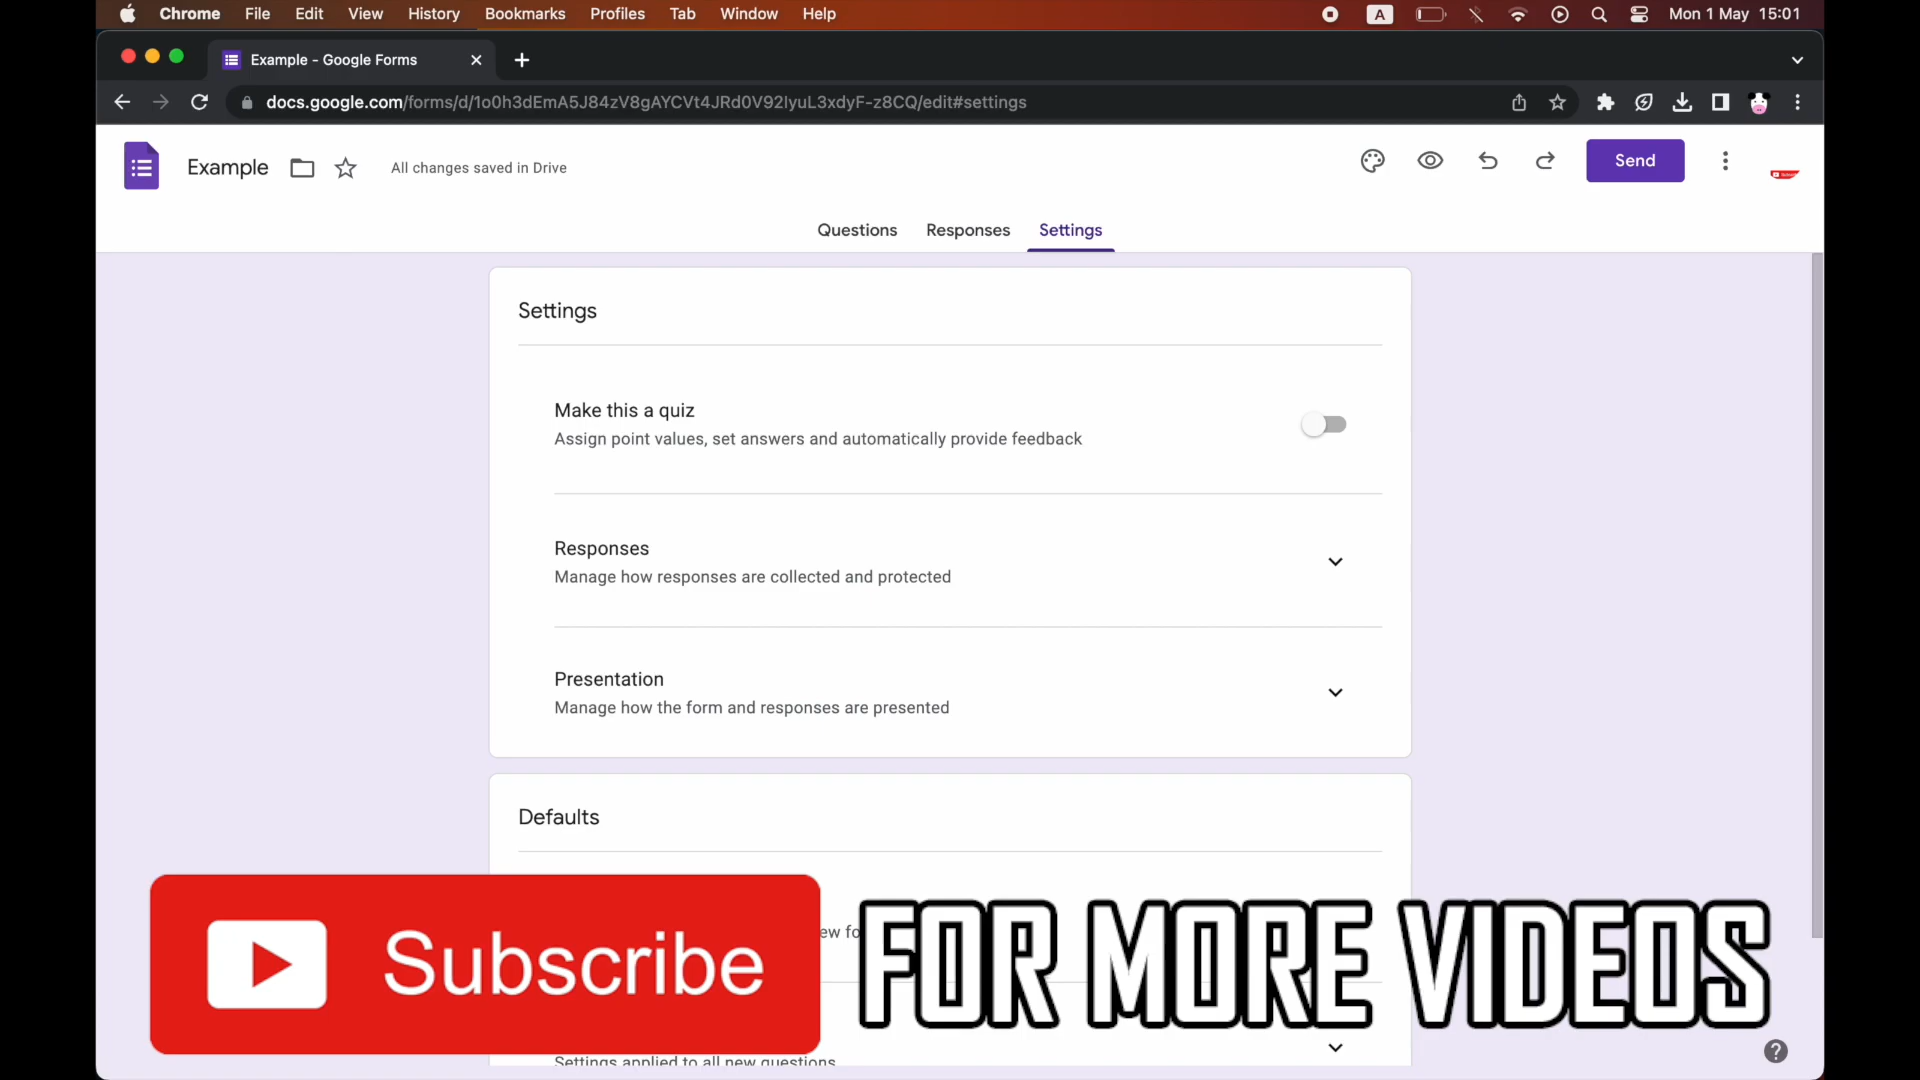 Chrome File Edit View History Bookmarks Profiles Tab Window Help A Mon 1 May 15:01
Example - Google Forms
docs.google.com/forms/d/1o0h3dEmA5J84zV8gAYCVt4JRd0V92IyuL3xdyF-z8CQ/edit#settings
Example All changes saved in Drive Send
Questions Responses Settings
Settings
Make this a quiz
Assign point values, set answers and automatically provide feedback
Responses
Manage how responses are collected and protected
Presentation
Manage how the form and responses are presented
Defaults
Subscribe FOR MORE VIDEOS
Settings applied to all new questions